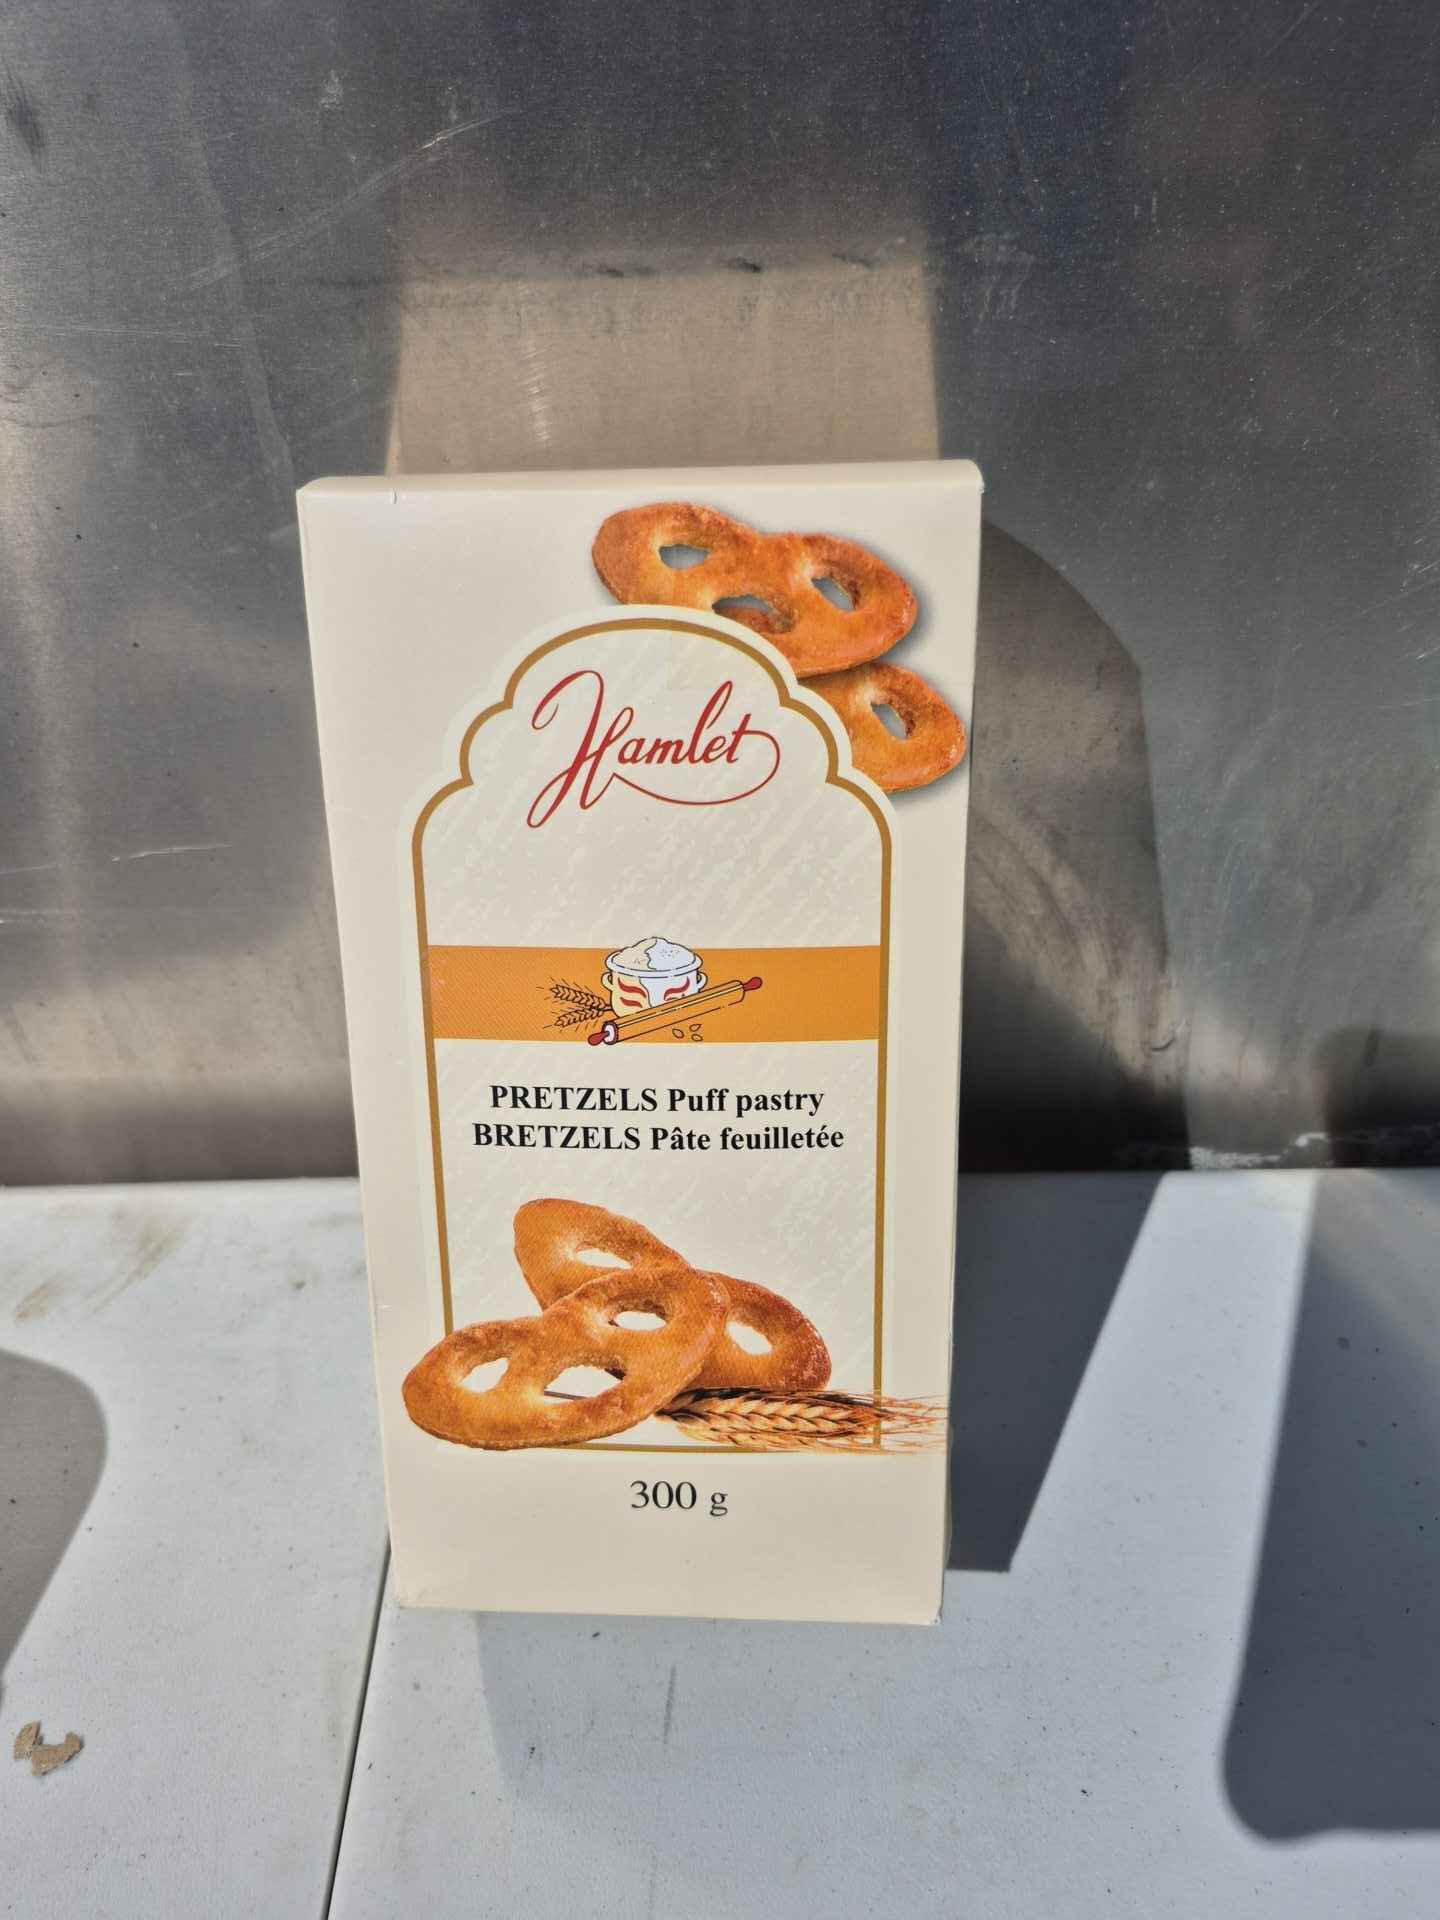 Hamlet
PRETZELS Puff pastry
BRETZELS Pâte feuilletée
300 g